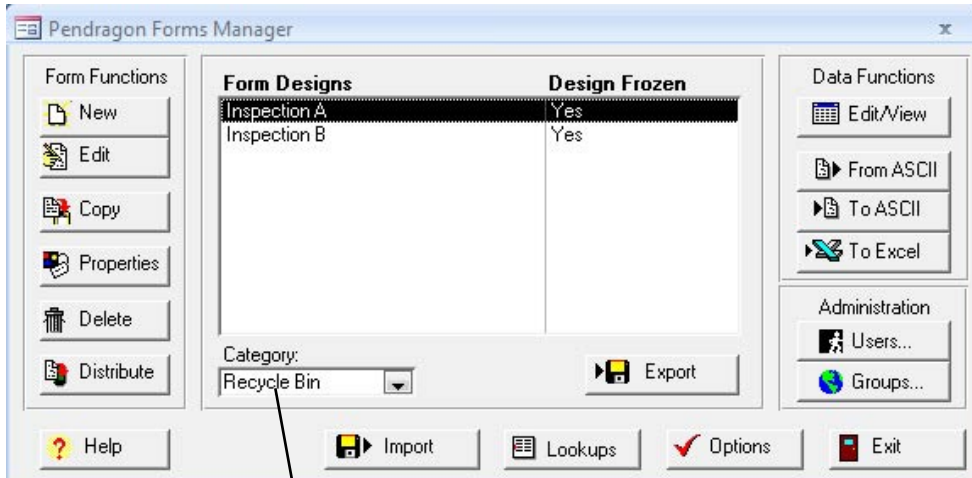 Pendragon Forms Manager
x
Form Functions
New
Edit
Copy
Properties
Delete
Distribute
Form Designs Design Frozen
Inspection A Yes
Inspection B Yes
Category:
Recycle Bin
Export
Data Functions
Edit/View
From ASCII
To ASCII
To Excel
Administration
Users...
Groups...
? Help
Import
Lookups
Options
Exit